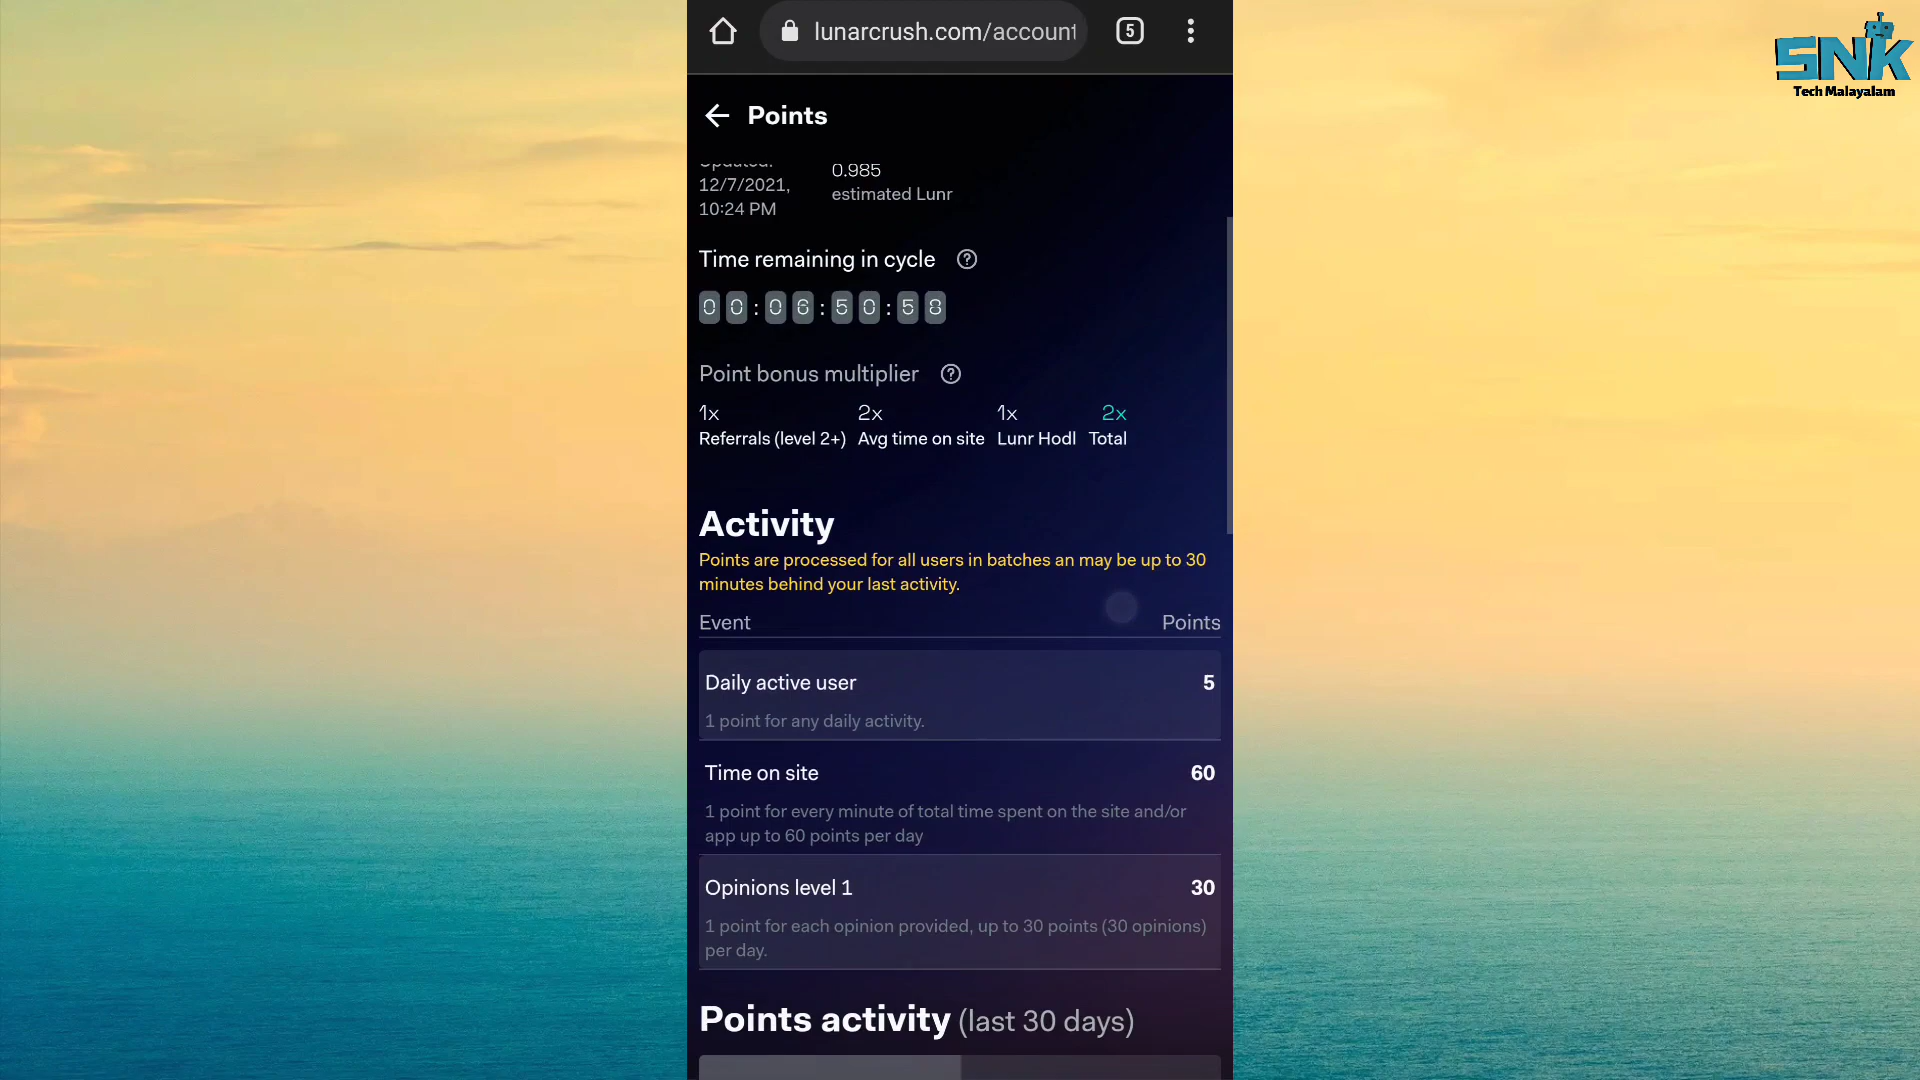 lunarcrush.com/account
5
SNK
Tech Malayalam
Points
Updated:
12/7/2021,
10:24 PM
0.985
estimated Lunr
Time remaining in cycle ?
00:06:50:58
Point bonus multiplier ?
1x 2x 1x 2x
Referrals (level 2+) Avg time on site Lunr Hodl Total
Activity
Points are processed for all users in batches an may be up to 30
minutes behind your last activity.
Event Points
Daily active user 5
1 point for any daily activity.
Time on site 60
1 point for every minute of total time spent on the site and/or
app up to 60 points per day
Opinions level 1 30
1 point for each opinion provided, up to 30 points (30 opinions)
per day.
Points activity (last 30 days)